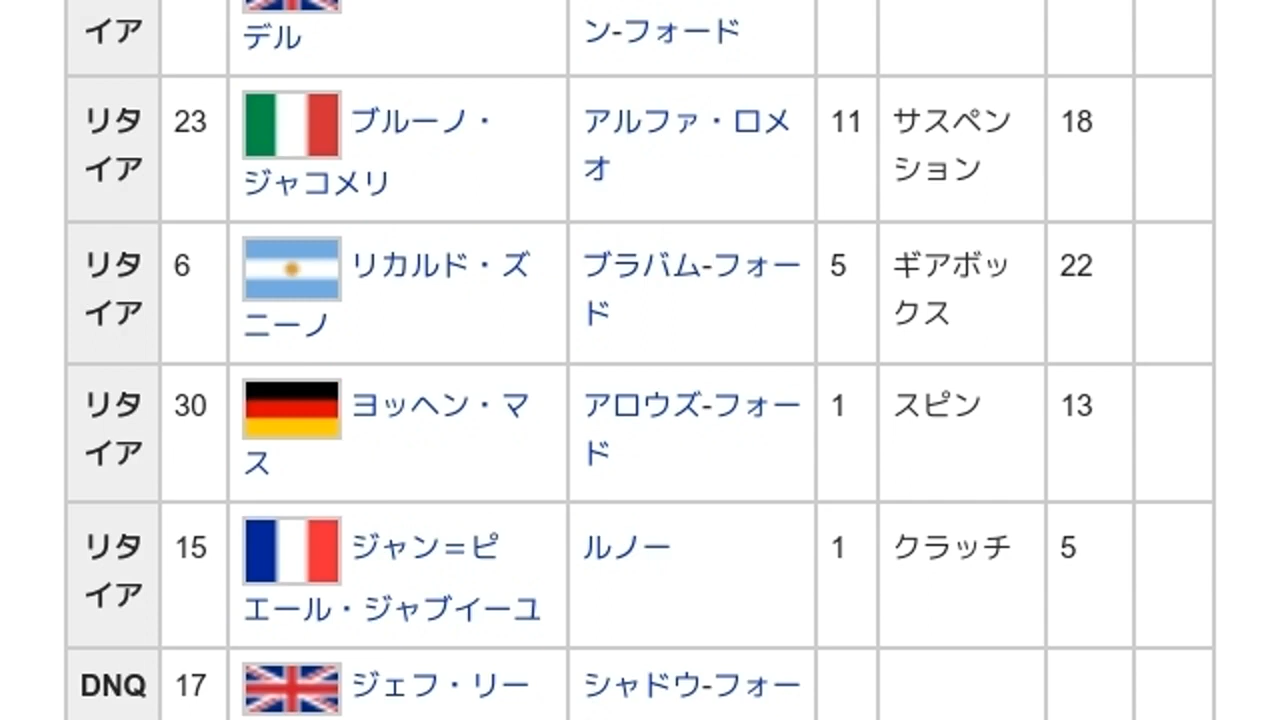 イア デル ン-フォード
リタ 23 ブルーノ・ アルファ・ロメ 11 サスペン 18
イア ジャコメリ オ ション
リタ 6 リカルド・ズ ブラバム-フォー 5 ギアボッ 22
イア ニーノ ド クス
リタ 30 ヨッヘン・マ アロウズ-フォー 1 スピン 13
イア ス ド
リタ 15 ジャン=ピ ルノー 1 クラッチ 5
イア エール・ジャブイーユ
DNQ 17 ジェフ・リー シャドウ-フォー